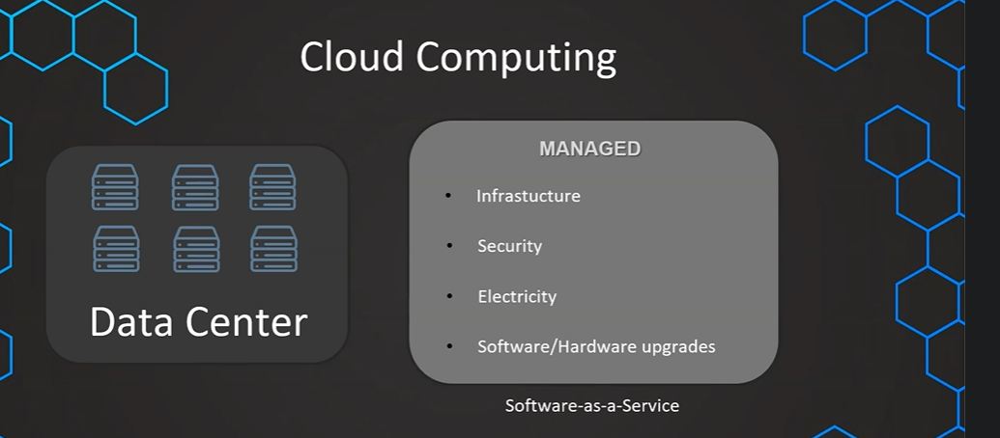 Cloud Computing
Data Center
MANAGED
• Infrastucture
• Security
• Electricity
• Software/Hardware upgrades
Software-as-a-Service